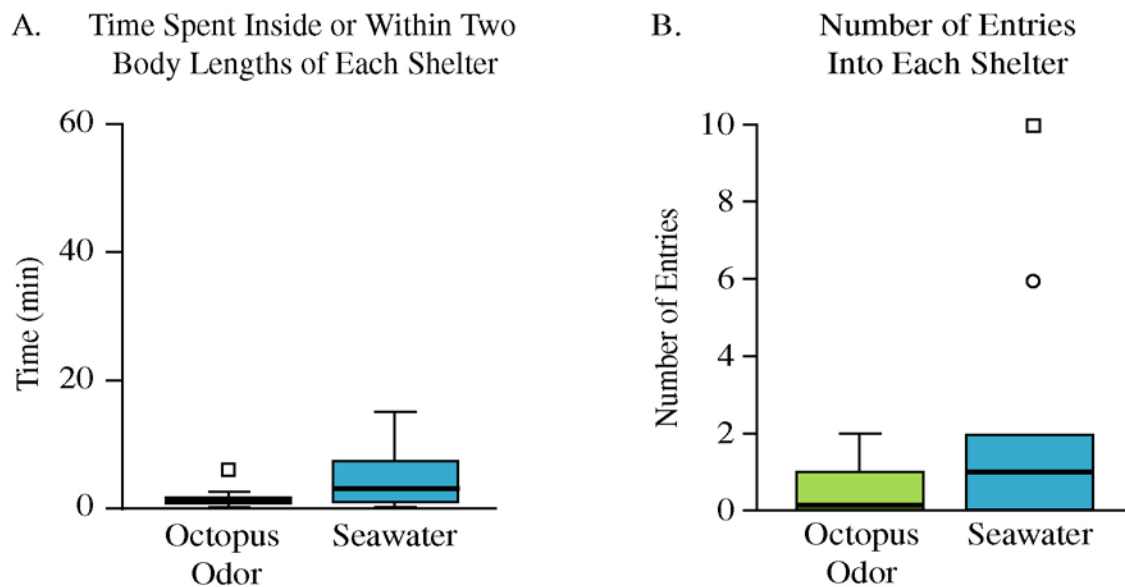 A. Time Spent Inside or Within Two
Body Lengths of Each Shelter
Time (min)
60
40
20
0
Octopus
Odor
Seawater
B. Number of Entries
Into Each Shelter
Number of Entries
10
8
6
4
2
0
Octopus
Odor
Seawater